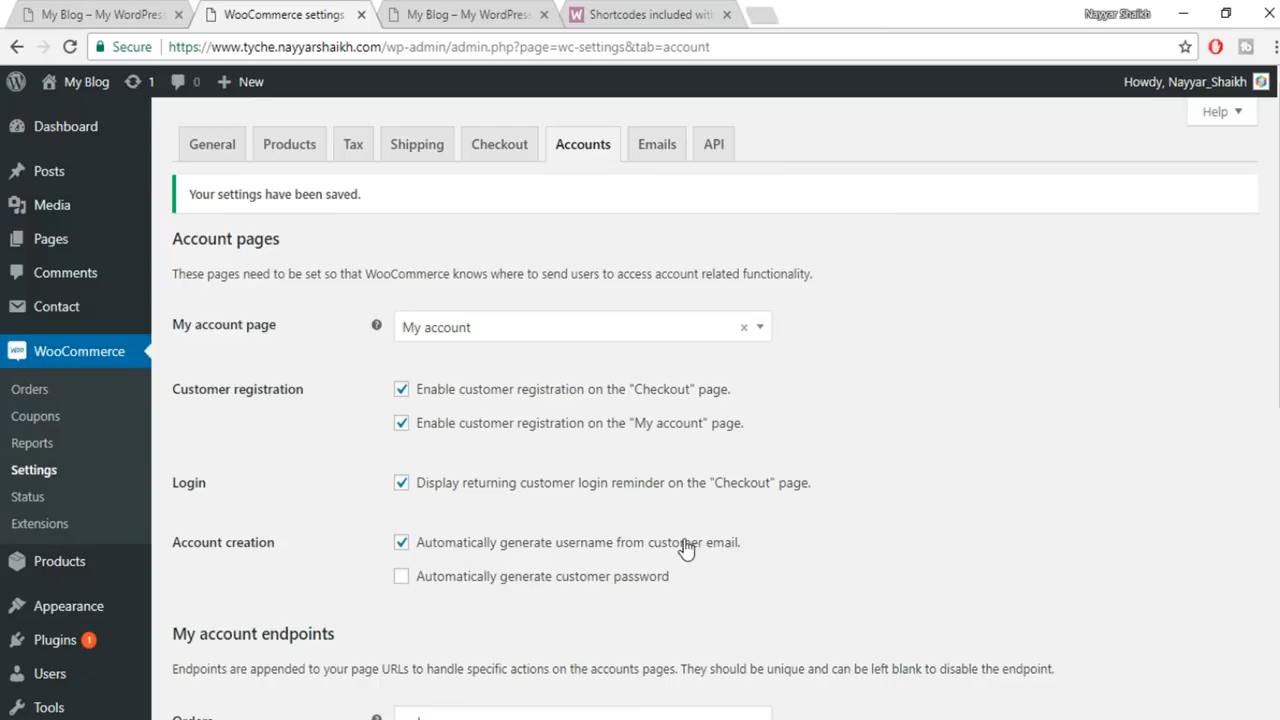 My Blog – My WordPress
WooCommerce settings
My Blog – My WordPress
Shortcodes included with
Nayyar Shaikh
Secure
https://www.tyche.nayyarshaikh.com/wp-admin/admin.php?page=wc-settings&tab=account
My Blog
1
0
New
Howdy, Nayyar_Shaikh
Help
Dashboard
Posts
Media
Pages
Comments
Contact
WooCommerce
Orders
Coupons
Reports
Settings
Status
Extensions
Products
Appearance
Plugins 1
Users
Tools
General
Products
Tax
Shipping
Checkout
Accounts
Emails
API
Your settings have been saved.
Account pages
These pages need to be set so that WooCommerce knows where to send users to access account related functionality.
My account page
My account
Customer registration
Enable customer registration on the "Checkout" page.
Enable customer registration on the "My account" page.
Login
Display returning customer login reminder on the "Checkout" page.
Account creation
Automatically generate username from customer email.
Automatically generate customer password
My account endpoints
Endpoints are appended to your page URLs to handle specific actions on the accounts pages. They should be unique and can be left blank to disable the endpoint.
Orders